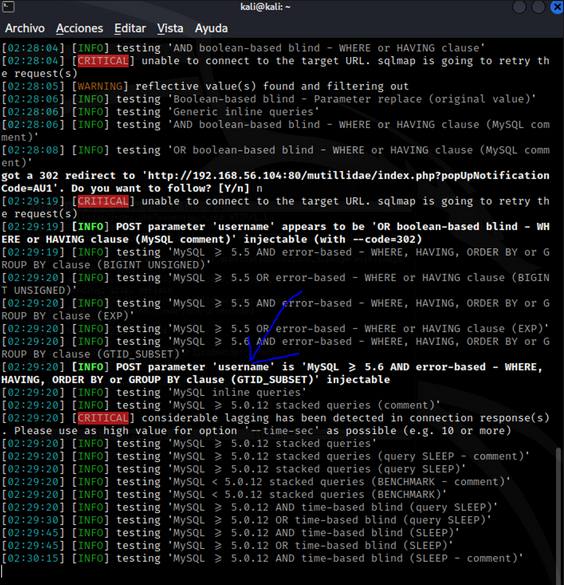 kali@kali: ~
Archivo Acciones Editar Vista Ayuda
[02:28:04] [INFO] testing 'AND boolean-based blind - WHERE or HAVING clause'
[02:28:04] [CRITICAL] unable to connect to the target URL. sqlmap is going to retry th
e request(s)
[02:28:05] [WARNING] reflective value(s) found and filtering out
[02:28:06] [INFO] testing 'Boolean-based blind - Parameter replace (original value)'
[02:28:06] [INFO] testing 'Generic inline queries'
[02:28:06] [INFO] testing 'AND boolean-based blind - WHERE or HAVING clause (MySQL com
ment)'
[02:28:08] [INFO] testing 'OR boolean-based blind - WHERE or HAVING clause (MySQL comm
ent)'
got a 302 redirect to 'http://192.168.56.104:80/mutillidae/index.php?popUpNotification
Code=AU1'. Do you want to follow? [Y/n] n
[02:29:19] [CRITICAL] unable to connect to the target URL. sqlmap is going to retry th
e request(s)
[02:29:19] [INFO] POST parameter 'username' appears to be 'OR boolean-based blind - WH
ERE or HAVING clause (MySQL comment)' injectable (with --code=302)
[02:29:19] [INFO] testing 'MySQL ≥ 5.5 AND error-based - WHERE, HAVING, ORDER BY or G
ROUP BY clause (BIGINT UNSIGNED)'
[02:29:20] [INFO] testing 'MySQL ≥ 5.5 OR error-based - WHERE or HAVING clause (BIGIN
T UNSIGNED)'
[02:29:20] [INFO] testing 'MySQL ≥ 5.5 AND error-based - WHERE, HAVING, ORDER BY or G
ROUP BY clause (EXP)'
[02:29:20] [INFO] testing 'MySQL ≥ 5.5 OR error-based - WHERE or HAVING clause (EXP)'
[02:29:20] [INFO] testing 'MySQL ≥ 5.6 AND error-based - WHERE, HAVING, ORDER BY or G
ROUP BY clause (GTID_SUBSET)'
[02:29:20] [INFO] POST parameter 'username' is 'MySQL ≥ 5.6 AND error-based - WHERE,
HAVING, ORDER BY or GROUP BY clause (GTID_SUBSET)' injectable
[02:29:20] [INFO] testing 'MySQL inline queries'
[02:29:20] [INFO] testing 'MySQL ≥ 5.0.12 stacked queries (comment)'
[02:29:20] [CRITICAL] considerable lagging has been detected in connection response(s)
. Please use as high value for option '--time-sec' as possible (e.g. 10 or more)
[02:29:20] [INFO] testing 'MySQL ≥ 5.0.12 stacked queries'
[02:29:20] [INFO] testing 'MySQL ≥ 5.0.12 stacked queries (query SLEEP - comment)'
[02:29:20] [INFO] testing 'MySQL ≥ 5.0.12 stacked queries (query SLEEP)'
[02:29:20] [INFO] testing 'MySQL < 5.0.12 stacked queries (BENCHMARK - comment)'
[02:29:20] [INFO] testing 'MySQL < 5.0.12 stacked queries (BENCHMARK)'
[02:29:20] [INFO] testing 'MySQL ≥ 5.0.12 AND time-based blind (query SLEEP)'
[02:29:30] [INFO] testing 'MySQL ≥ 5.0.12 OR time-based blind (query SLEEP)'
[02:29:45] [INFO] testing 'MySQL ≥ 5.0.12 AND time-based blind (SLEEP)'
[02:29:45] [INFO] testing 'MySQL ≥ 5.0.12 OR time-based blind (SLEEP)'
[02:30:15] [INFO] testing 'MySQL ≥ 5.0.12 AND time-based blind (SLEEP - comment)'